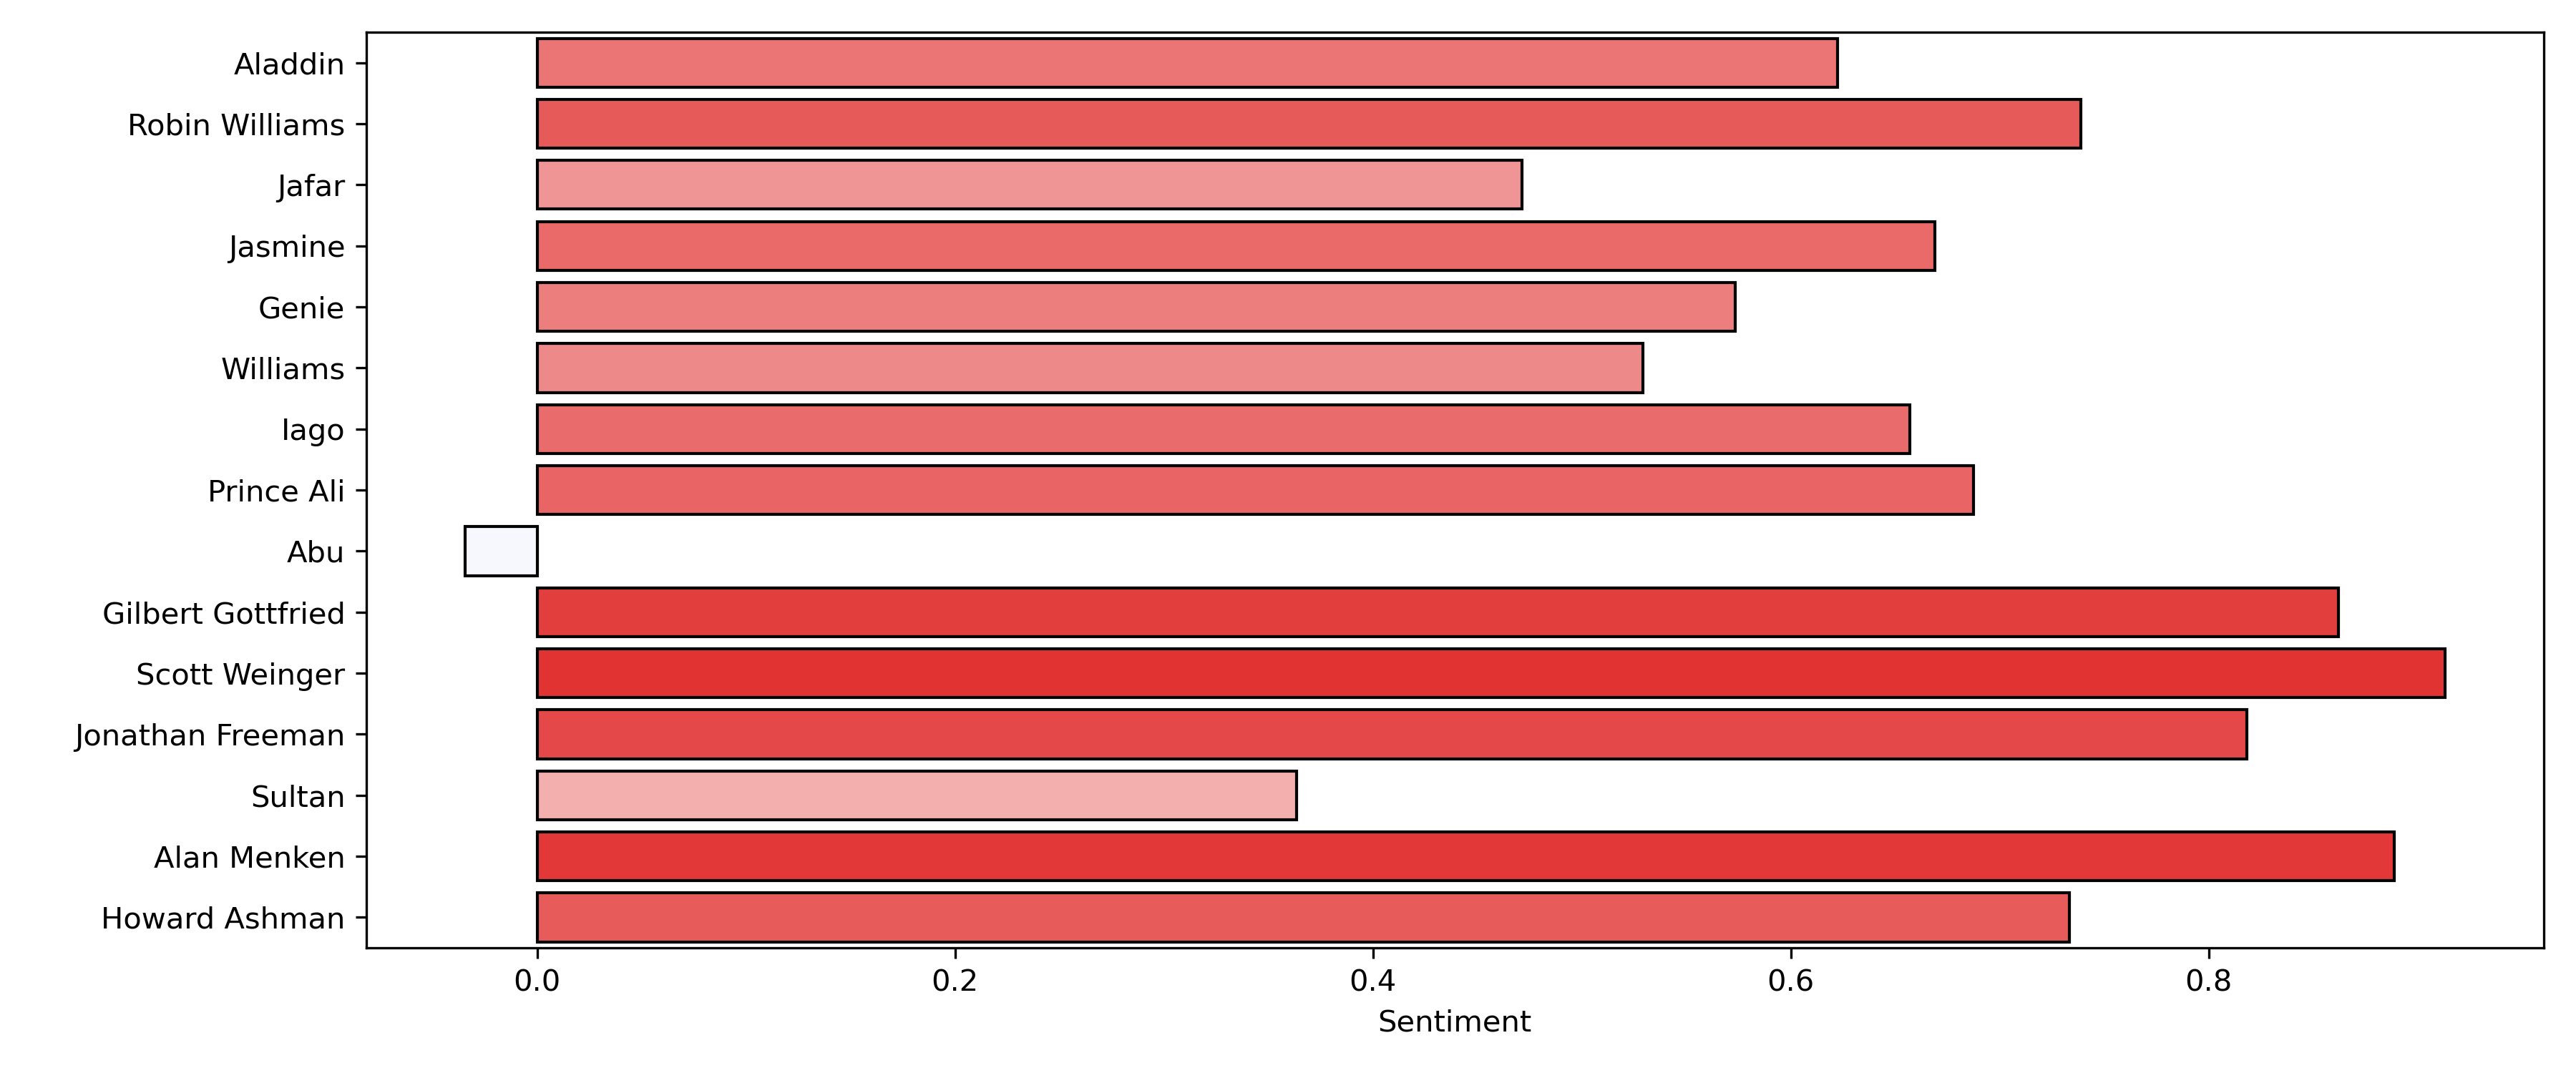 Aladdin
Robin Williams
Jafar
Jasmine
Genie
Williams
Iago
Prince Ali
Abu
Gilbert Gottfried
Scott Weinger
Jonathan Freeman
Sultan
Alan Menken
Howard Ashman
0.0 0.2 0.4 0.6 0.8
Sentiment